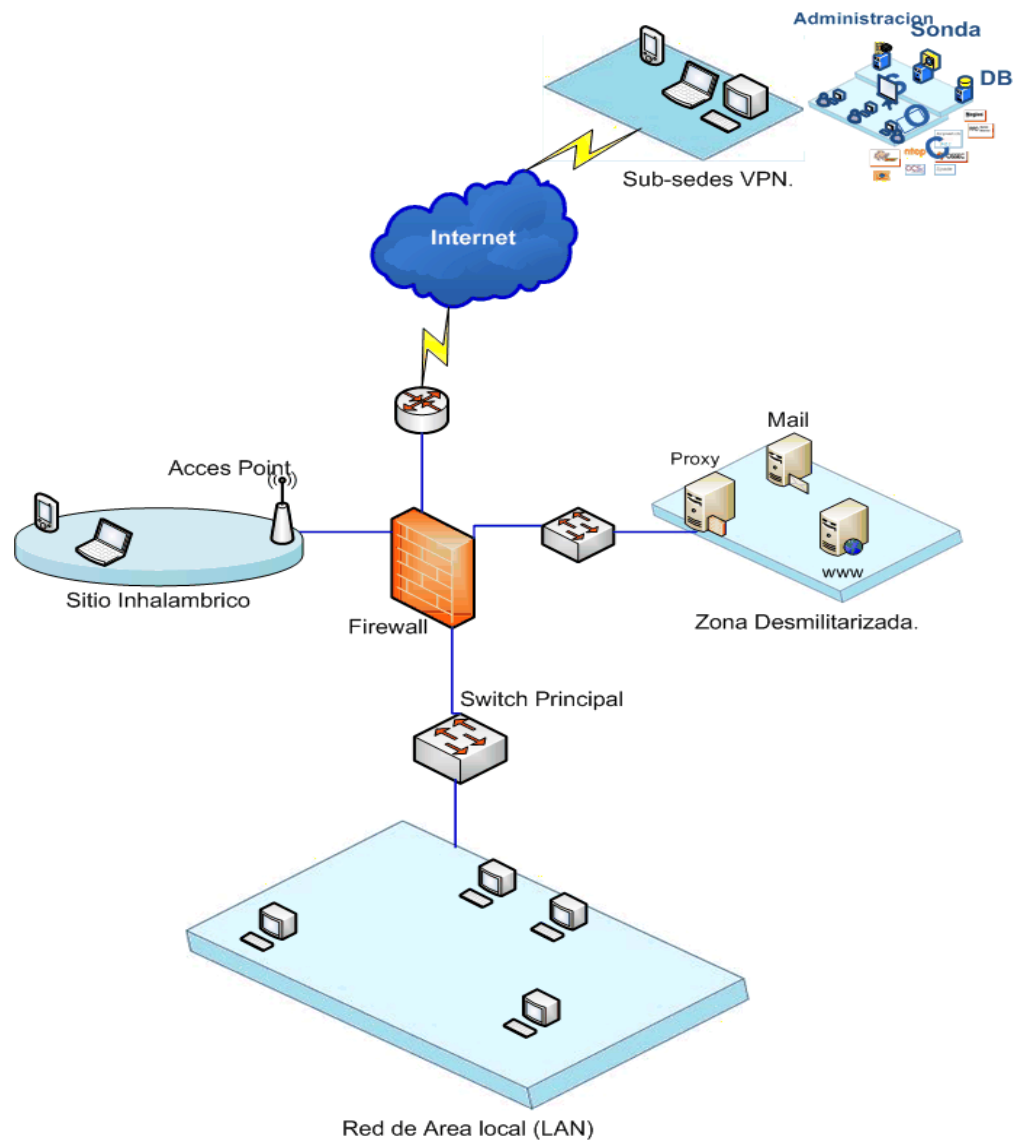 Administracion
Sonda
DB
ntop
OSSEC
OCS
Sub-sedes VPN.
Internet
Mail
Proxy
Acces Point
www
Sitio Inhalambrico
Firewall
Zona Desmilitarizada.
Switch Principal
Red de Area local (LAN)